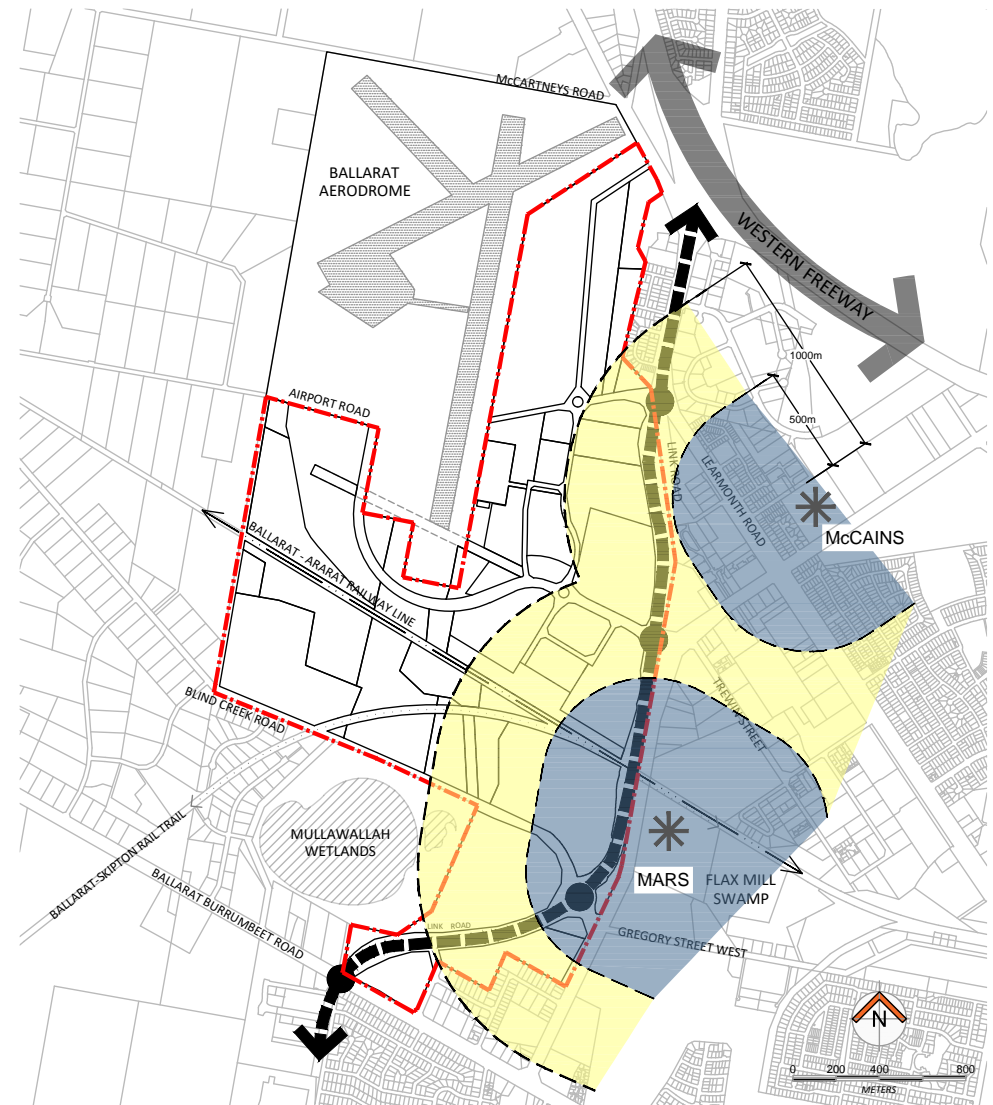 McCARTNEYS ROAD
BALLARAT
AERODROME
WESTERN FREEWAY
1000m
500m
AIRPORT ROAD
LINK ROAD
LEARMONTH ROAD
McCAINS
BALLARAT - ARARAT RAILWAY LINE
BLIND CREEK ROAD
TREWIN STREET
MULLAWALLAH
WETLANDS
MARS
FLAX MILL
SWAMP
BALLARAT-SKIPTON RAIL TRAIL
BALLARAT BURRUMBEET ROAD
LINK ROAD
GREGORY STREET WEST
N
0 200 400 800
METERS